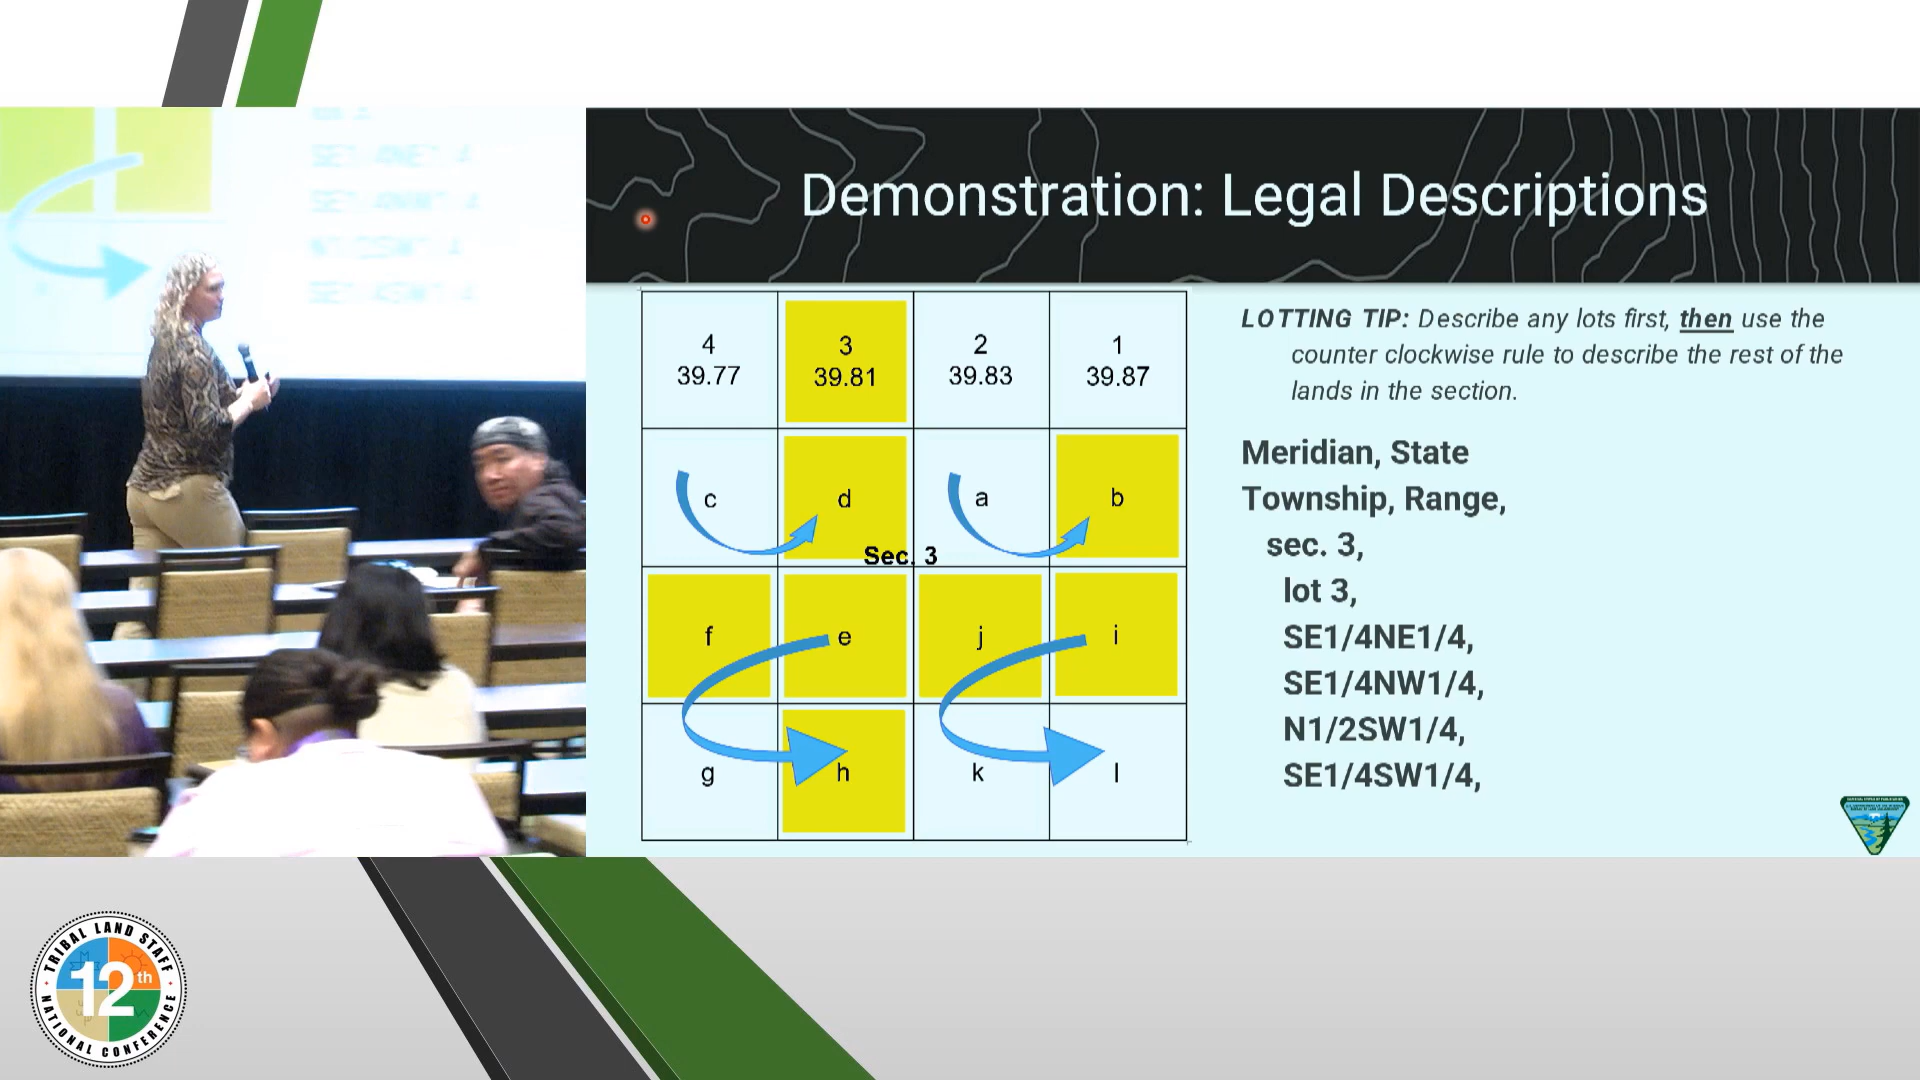 Demonstration: Legal Descriptions
4
39.77
3
39.81
2
39.83
1
39.87
c
d
a
b
Sec. 3
f
e
j
i
g
h
k
l
LOTTING TIP: Describe any lots first, then use the
counter clockwise rule to describe the rest of the
lands in the section.
Meridian, State
Township, Range,
sec. 3,
lot 3,
SE1/4NE1/4,
SE1/4NW1/4,
N1/2SW1/4,
SE1/4SW1/4,
TRIBAL LAND STAFF
12th
NATIONAL CONFERENCE